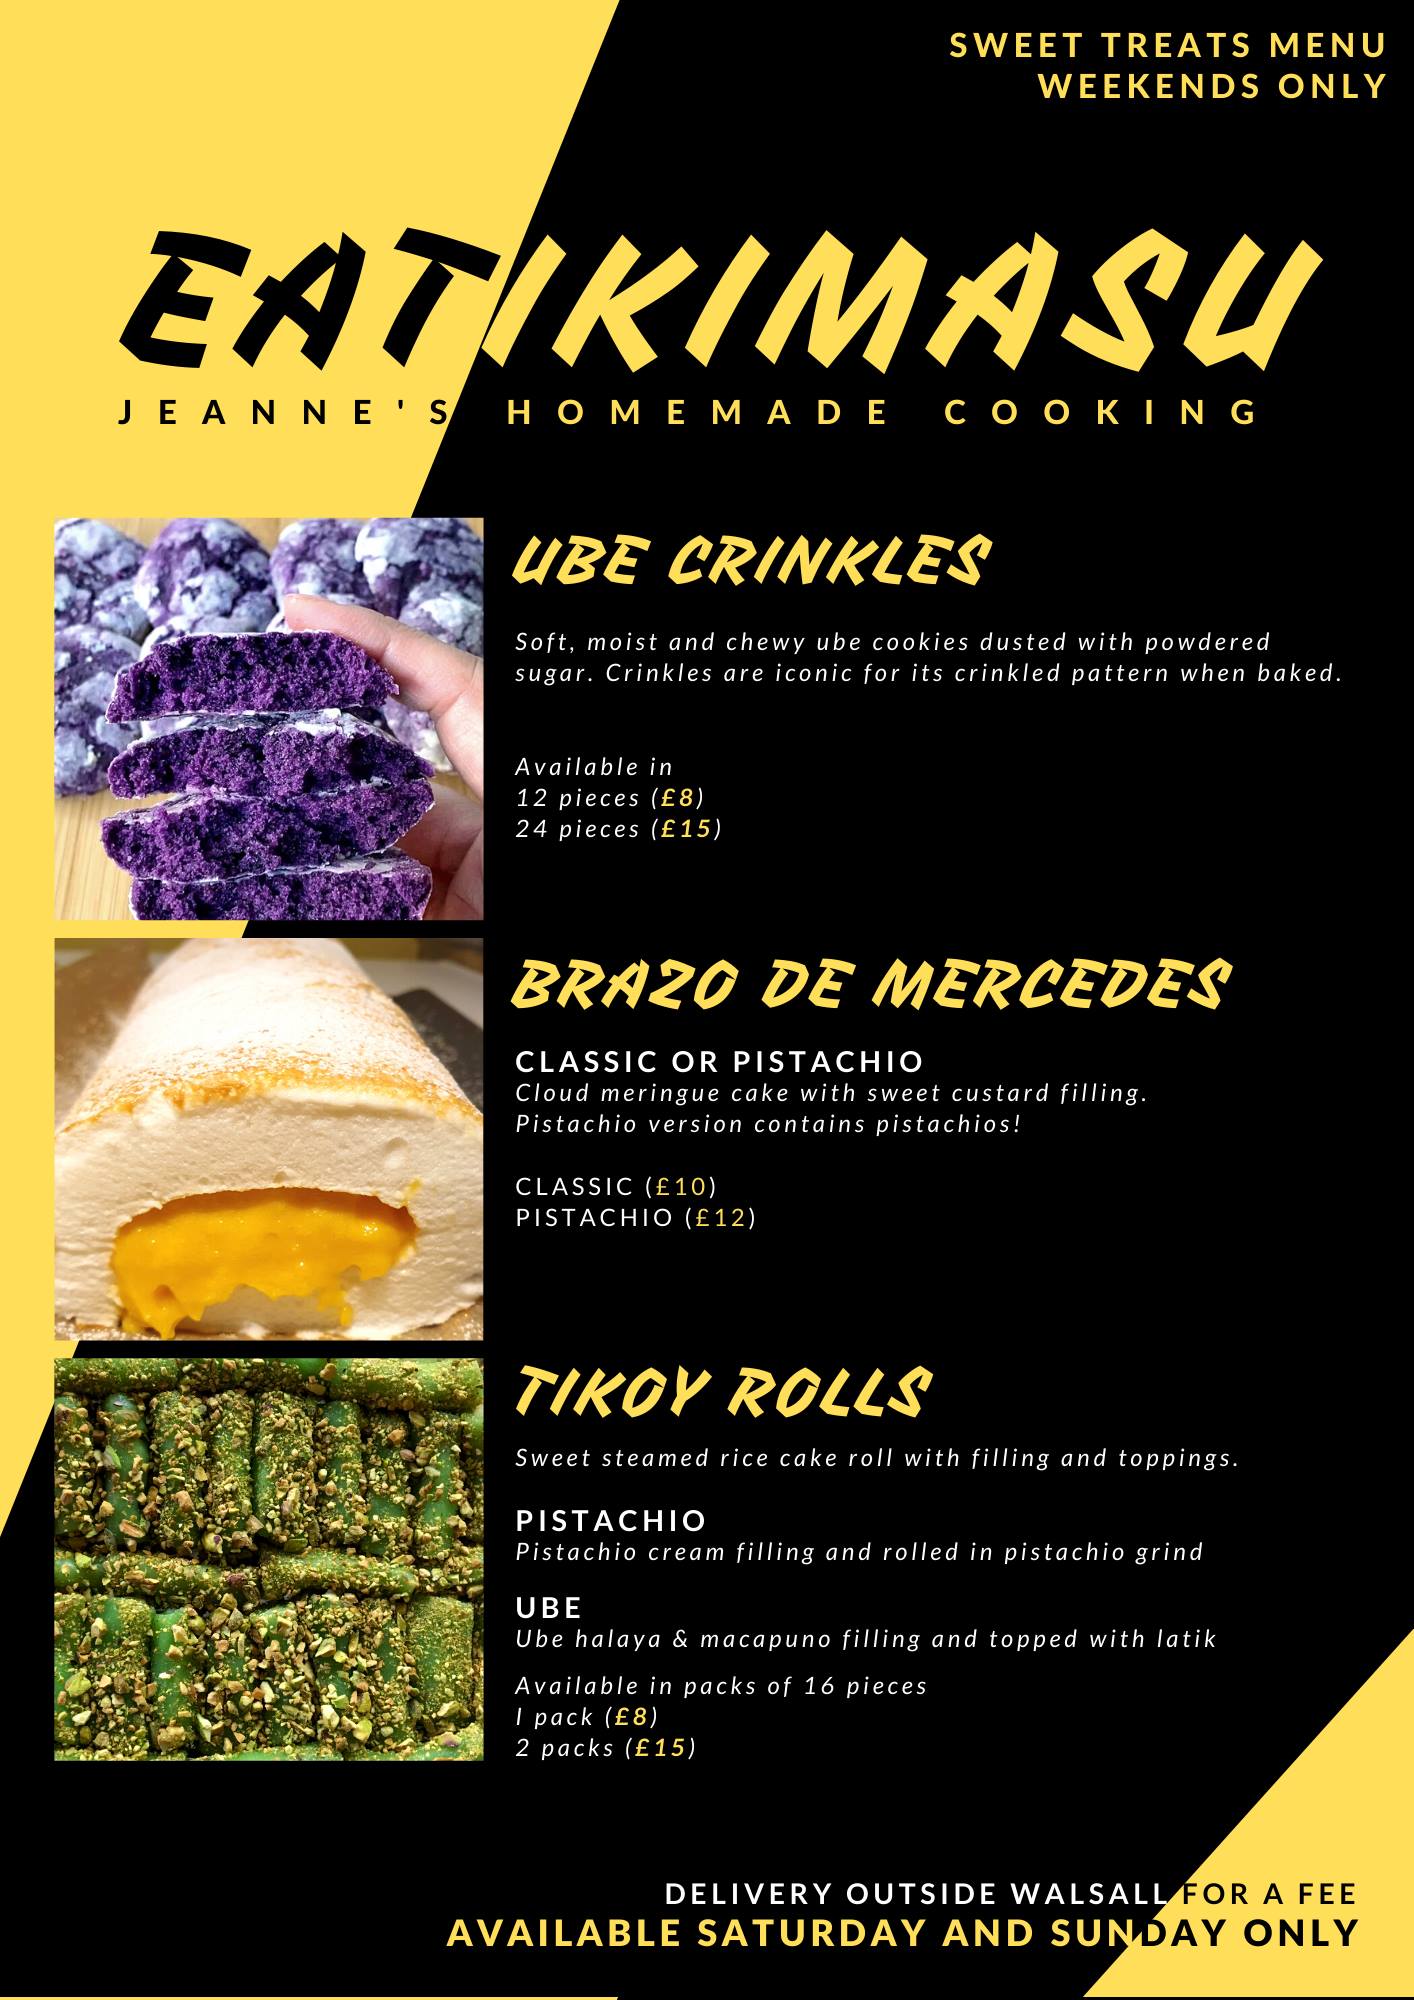 SWEET TREATS MENU
WEEKENDS ONLY
EATIKIMASU
JEANNE'S HOMEMADE COOKING
UBE CRINKLES
Soft, moist and chewy ube cookies dusted with powdered
sugar. Crinkles are iconic for its crinkled pattern when baked.
Available in
12 pieces (£8)
24 pieces (£15)
BRAZO DE MERCEDES
CLASSIC OR PISTACHIO
Cloud meringue cake with sweet custard filling.
Pistachio version contains pistachios!
CLASSIC (£10)
PISTACHIO (£12)
TIKOY ROLLS
Sweet steamed rice cake roll with filling and toppings.
PISTACHIO
Pistachio cream filling and rolled in pistachio grind
UBE
Ube halaya & macapuno filling and topped with latik
Available in packs of 16 pieces
1 pack (£8)
2 packs (£15)
DELIVERY OUTSIDE WALSALL FOR A FEE
AVAILABLE SATURDAY AND SUNDAY ONLY